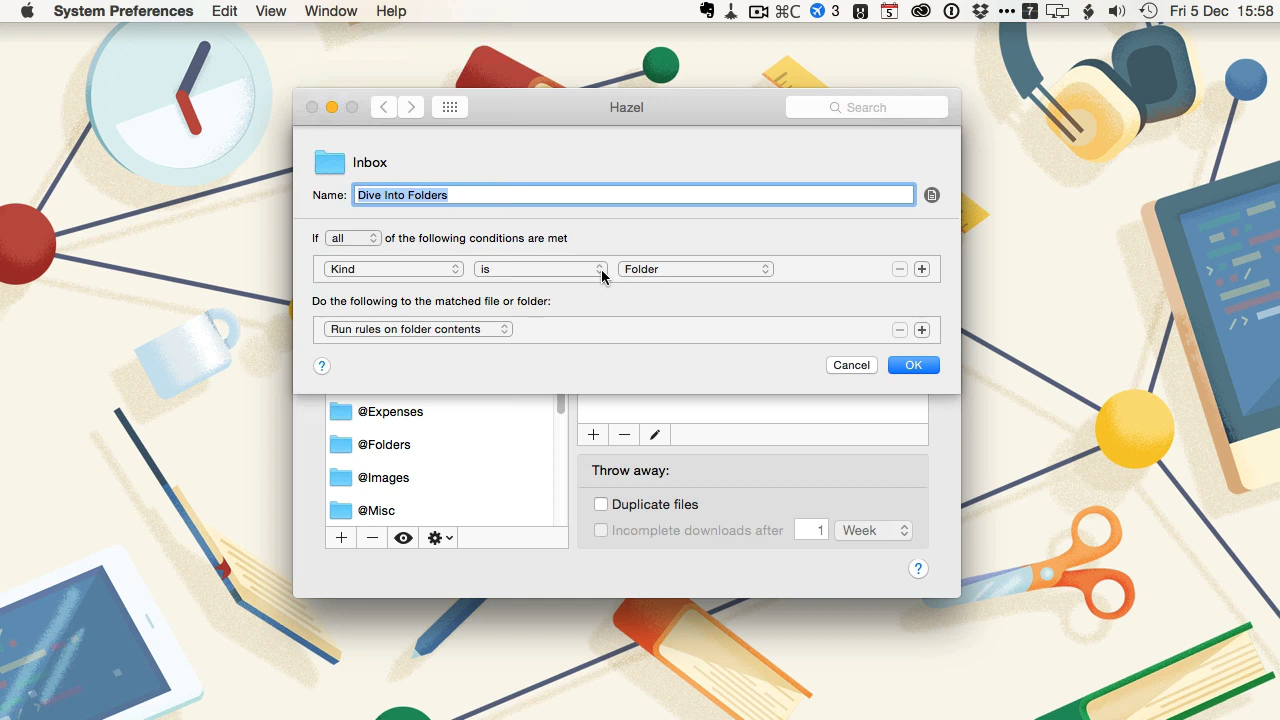 System Preferences Edit View Window Help ⌘C 3 5 7 Fri 5 Dec 15:58
Hazel
Search
Inbox
Name: Dive Into Folders
If all of the following conditions are met
Kind is Folder
Do the following to the matched file or folder:
Run rules on folder contents
? Cancel OK
@Expenses
@Folders
@Images
@Misc
Throw away:
Duplicate files
Incomplete downloads after 1 Week
?